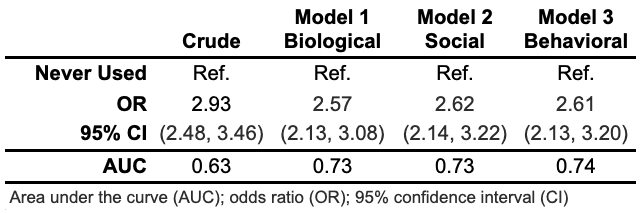 Crude Model 1 Biological Model 2 Social Model 3 Behavioral
Never Used Ref. Ref. Ref. Ref.
OR 2.93 2.57 2.62 2.61
95% CI (2.48, 3.46) (2.13, 3.08) (2.14, 3.22) (2.13, 3.20)
AUC 0.63 0.73 0.73 0.74
Area under the curve (AUC); odds ratio (OR); 95% confidence interval (CI)